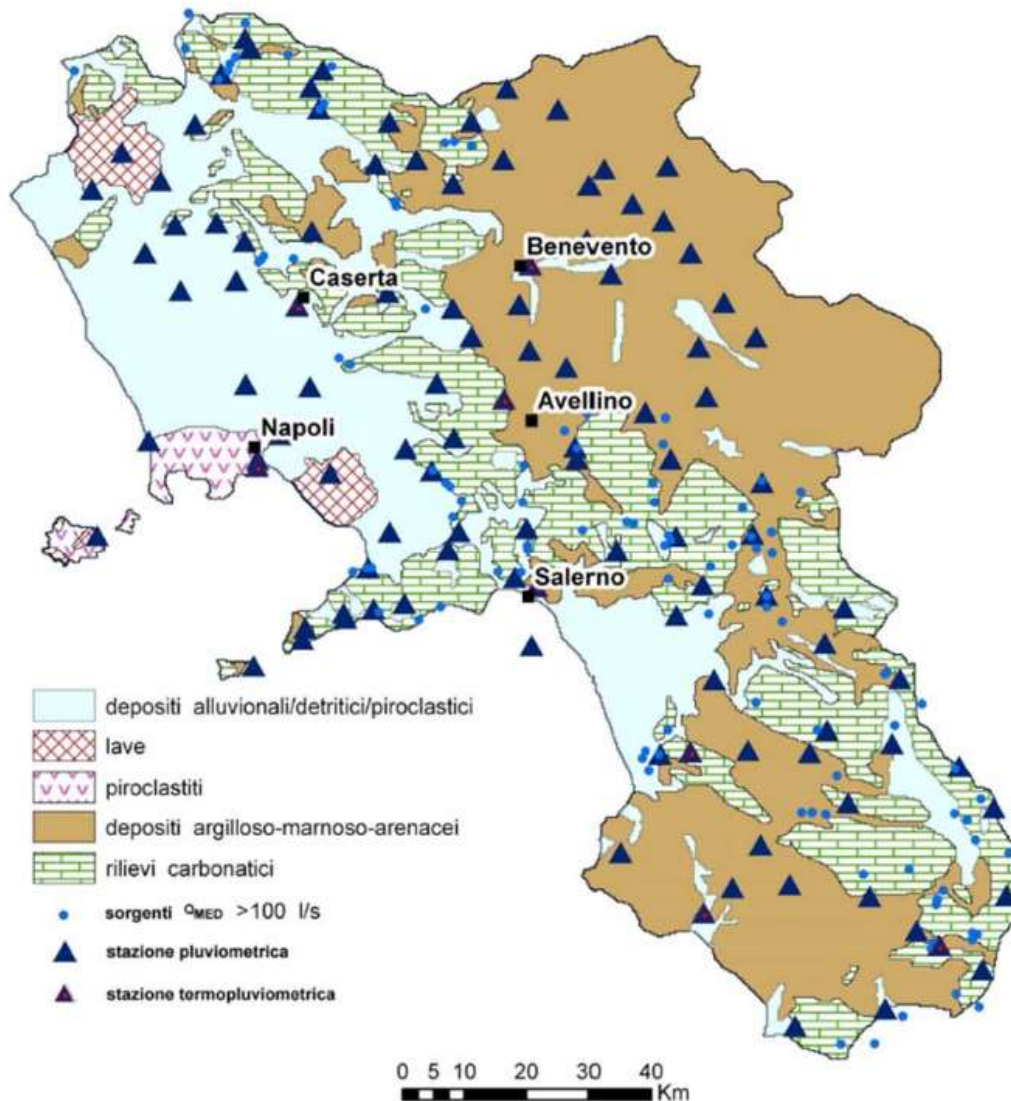 Benevento
Caserta
Avellino
Napoli
Salerno
depositi alluvionali/detritici/piroclastici
lave
piroclastiti
depositi argilloso-marnoso-arenacei
rilievi carbonatici
sorgenti QMED >100 l/s
stazione pluviometrica
stazione termopluviometrica
0 5 10 20 30 40
Km